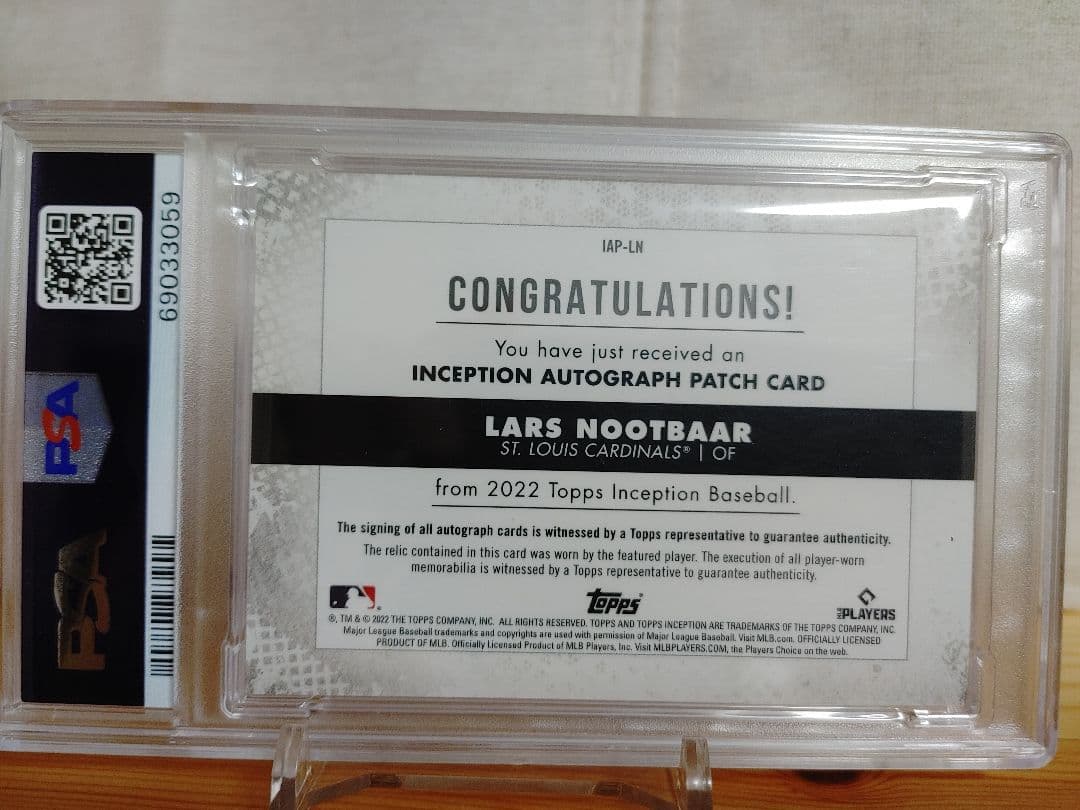 69033059
PSA
PSA
IAP-LN
CONGRATULATIONS!
You have just received an
INCEPTION AUTOGRAPH PATCH CARD
LARS NOOTBAAR
ST. LOUIS CARDINALS® | OF
from 2022 Topps Inception Baseball.
The signing of all autograph cards is witnessed by a Topps representative to guarantee authenticity.
The relic contained in this card was worn by the featured player. The execution of all player-worn
memorabilia is witnessed by a Topps representative to guarantee authenticity.
Topps
MLB PLAYERS
®, TM & © 2022 THE TOPPS COMPANY, INC. ALL RIGHTS RESERVED. TOPPS AND TOPPS INCEPTION ARE TRADEMARKS OF THE TOPPS COMPANY, INC.
Major League Baseball trademarks and copyrights are used with permission of Major League Baseball. Visit MLB.com. OFFICIALLY LICENSED
PRODUCT OF MLB. Officially Licensed Product of MLB Players, Inc. Visit MLBPLAYERS.COM, the Players Choice on the web.